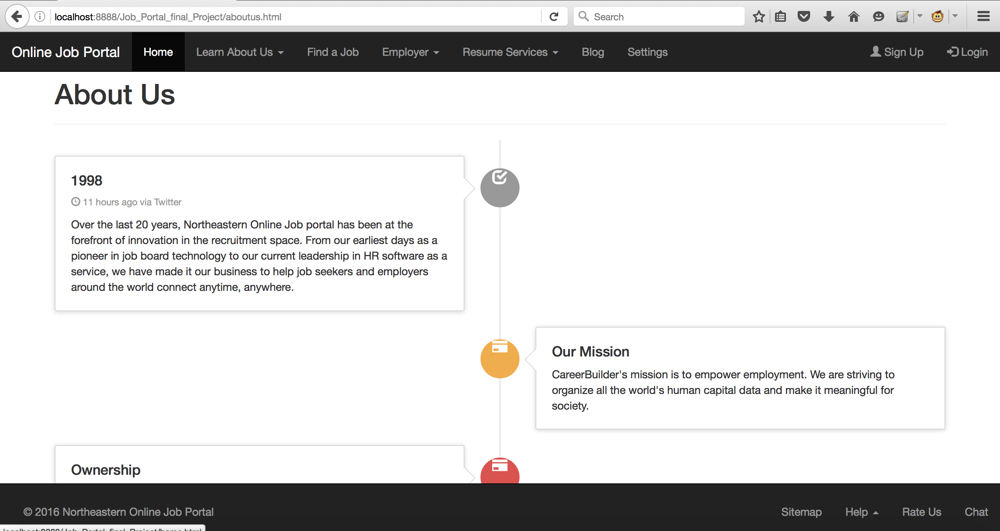 localhost:8888/Job_Portal_final_Project/aboutus.html
Search
Online Job Portal
Home
Learn About Us
Find a Job
Employer
Resume Services
Blog
Settings
Sign Up
Login
About Us
1998
11 hours ago via Twitter
Over the last 20 years, Northeastern Online Job portal has been at the
forefront of innovation in the recruitment space. From our earliest days as a
pioneer in job board technology to our current leadership in HR software as a
service, we have made it our business to help job seekers and employers
around the world connect anytime, anywhere.
Our Mission
CareerBuilder's mission is to empower employment. We are striving to
organize all the world's human capital data and make it meaningful for
society.
Ownership
© 2016 Northeastern Online Job Portal
Sitemap
Help
Rate Us
Chat
localhost:8888/Job_Portal_final_Project/home.html